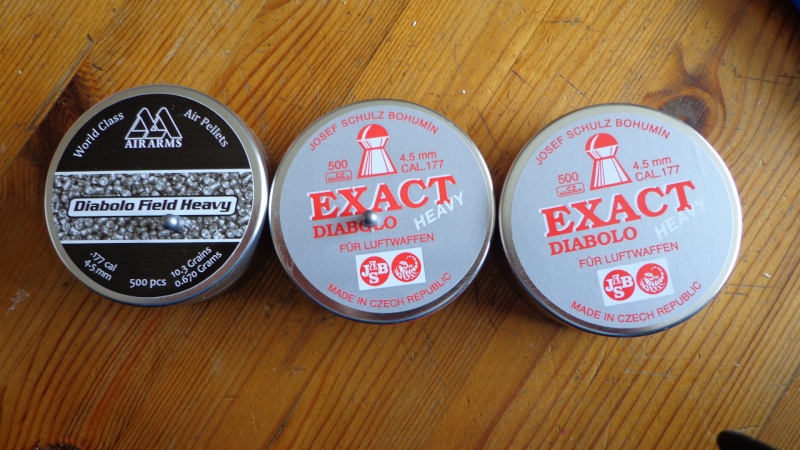 World Class
Air Pellets
AIR ARMS
Diabolo Field Heavy
.177 cal
4.5 mm
500 pcs
10.3 Grains
0.670 Grams
JOSEF SCHULZ BOHUMÍN
500
4.5 mm
CAL.177
EXACT
DIABOLO
HEAVY
FÜR LUFTWAFFEN
JSB
MADE IN CZECH REPUBLIC
JOSEF SCHULZ BOHUMÍN
500
4.5 mm
CAL.177
EXACT
DIABOLO
HEAVY
FÜR LUFTWAFFEN
JSB
MADE IN CZECH REPUBLIC